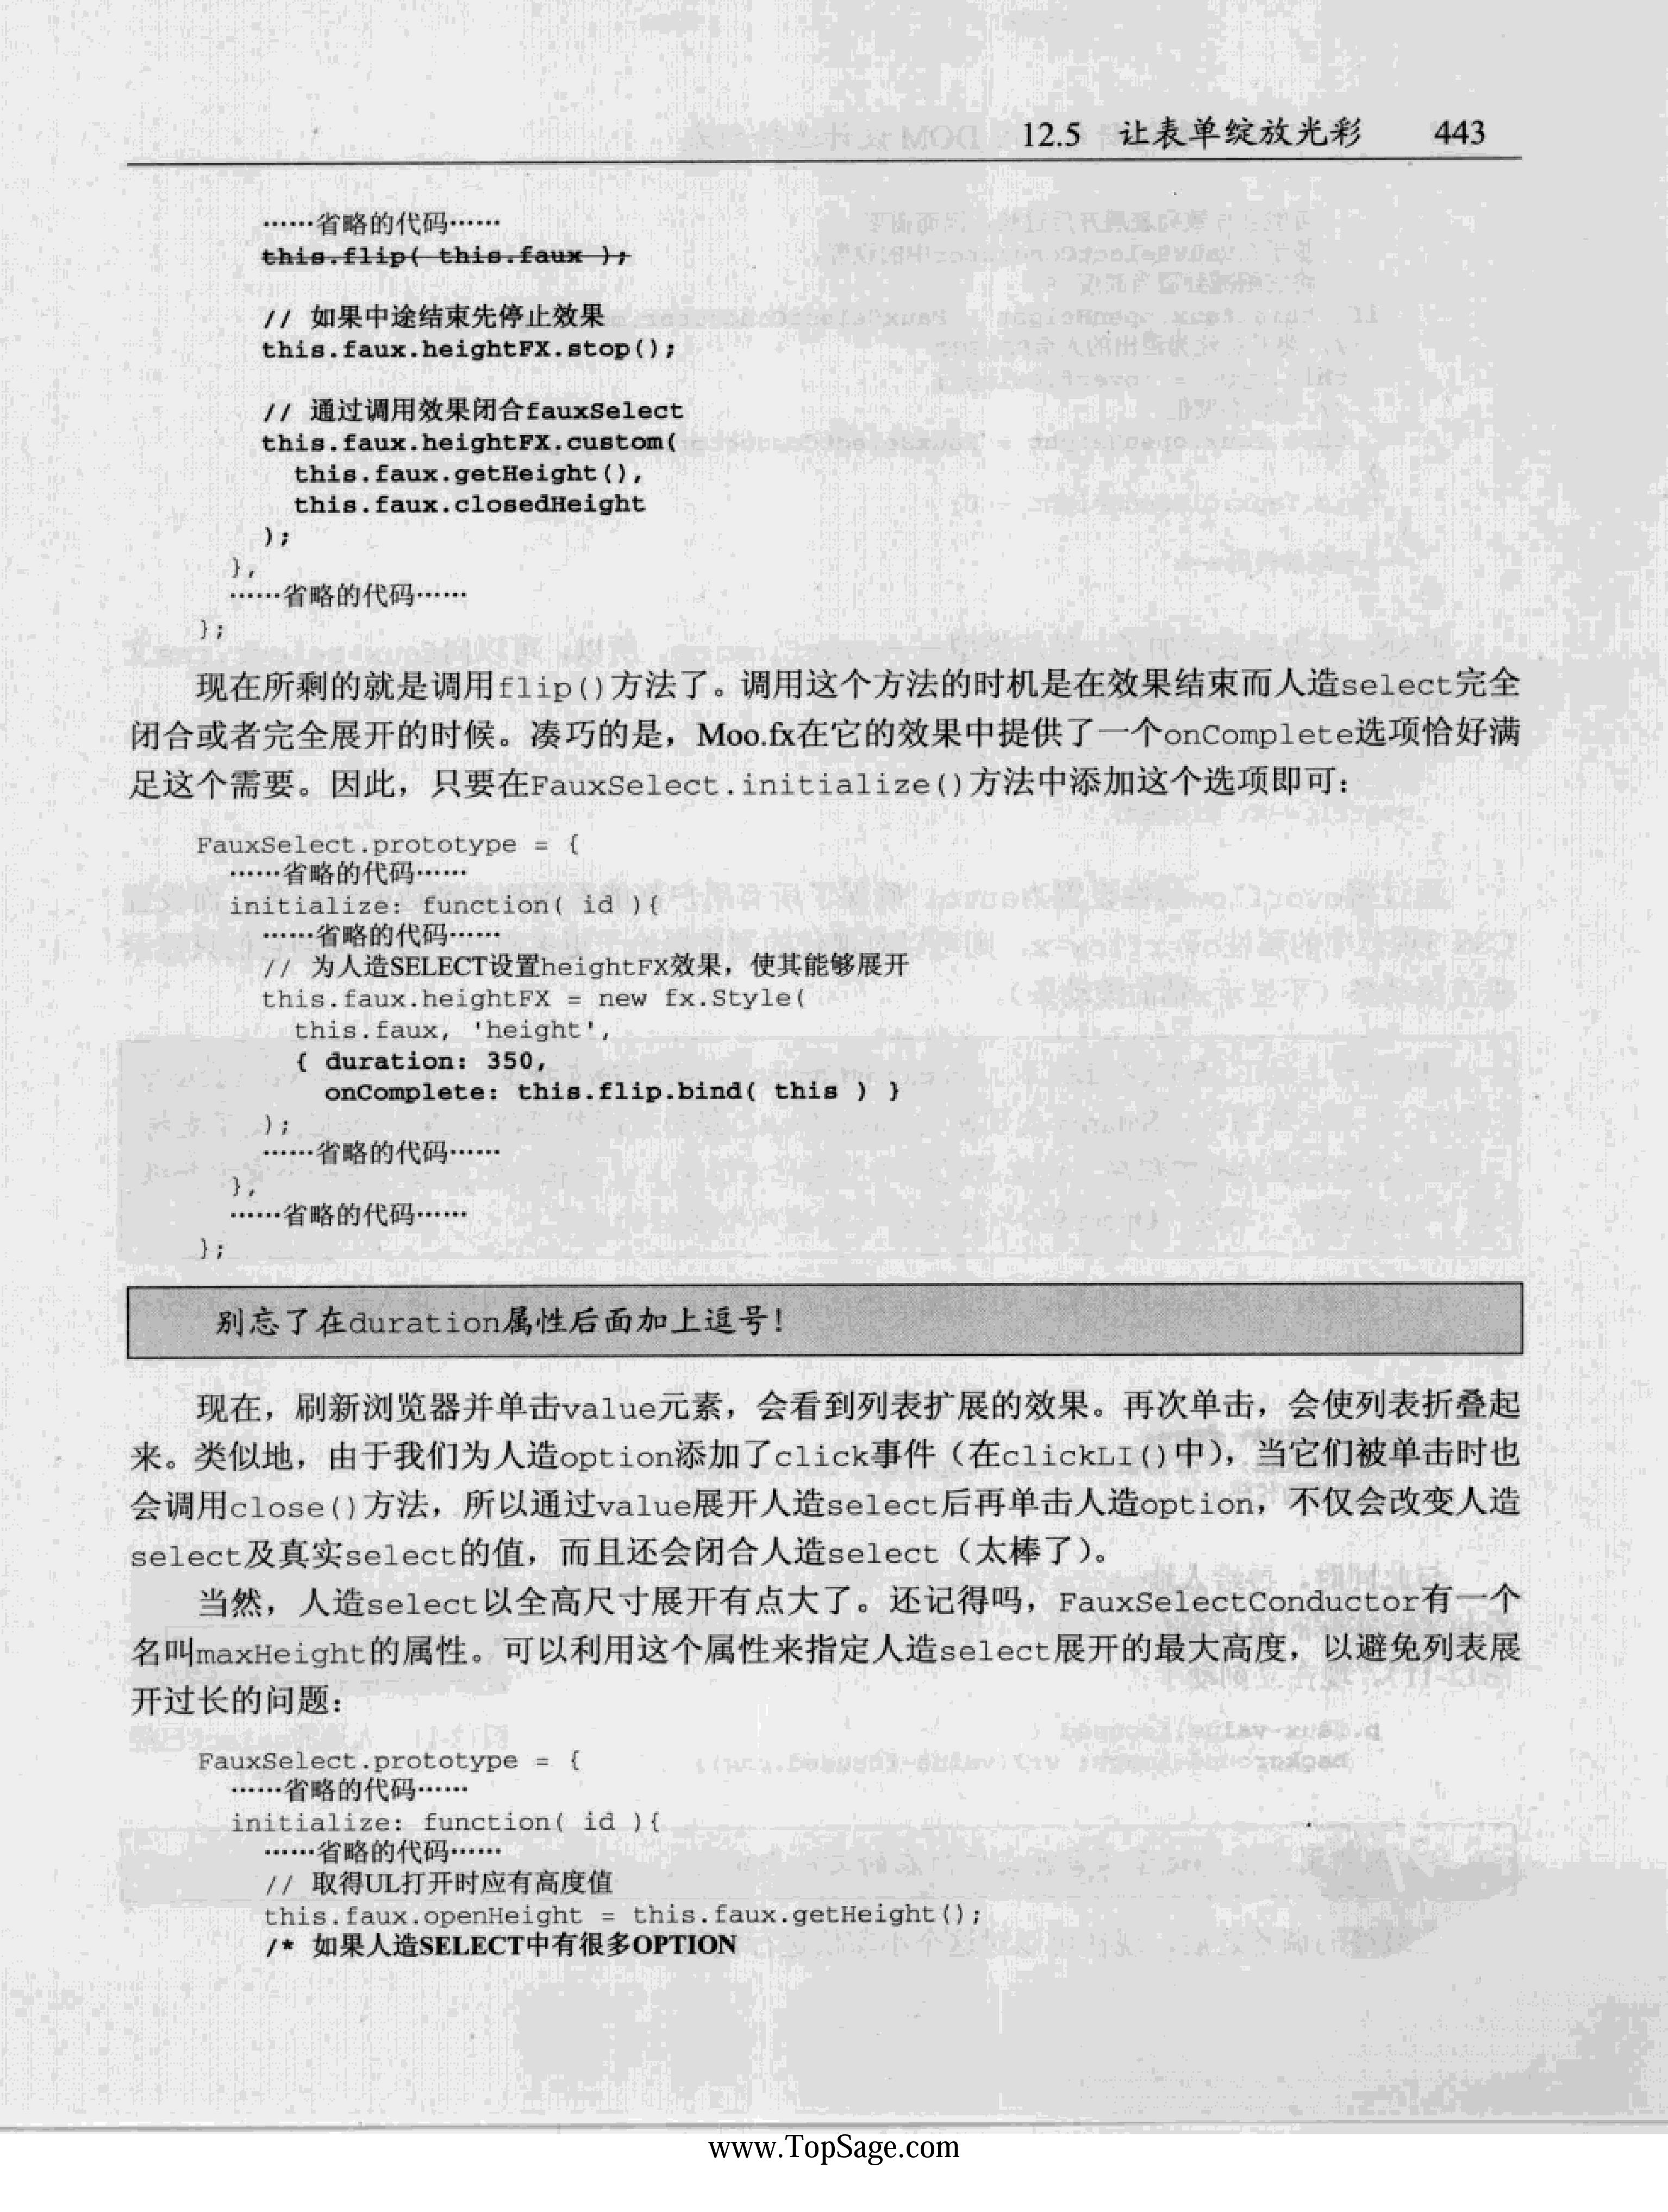 12.5 让表单绽放光彩 443
……省略的代码……
this.flip( this.faux );
// 如果中途结束先停止效果
this.faux.heightFX.stop();
// 通过调用效果闭合fauxSelect
this.faux.heightFX.custom(
this.faux.getHeight(),
this.faux.closedHeight
);
},
……省略的代码……
};
现在所剩的就是调用flip()方法了。调用这个方法的时机是在效果结束而人造select完全
闭合或者完全展开的时候。凑巧的是，Moo.fx在它的效果中提供了一个onComplete选项恰好满
足这个需要。因此，只要在FauxSelect.initialize()方法中添加这个选项即可：
FauxSelect.prototype = {
……省略的代码……
initialize: function( id ){
……省略的代码……
// 为人造SELECT设置heightFX效果，使其能够展开
this.faux.heightFX = new fx.Style(
this.faux, 'height',
{ duration: 350,
onComplete: this.flip.bind( this ) }
);
……省略的代码……
},
……省略的代码……
};
别忘了在duration属性后面加上逗号！
现在，刷新浏览器并单击value元素，会看到列表扩展的效果。再次单击，会使列表折叠起
来。类似地，由于我们为人造option添加了click事件（在clickLI()中），当它们被单击时也
会调用close()方法，所以通过value展开人造select后再单击人造option，不仅会改变人造
select及真实select的值，而且还会闭合人造select（太棒了）。
当然，人造select以全高尺寸展开有点大了。还记得吗，FauxSelectConductor有一个
名叫maxHeight的属性。可以利用这个属性来指定人造select展开的最大高度，以避免列表展
开过长的问题：
FauxSelect.prototype = {
……省略的代码……
initialize: function( id ){
……省略的代码……
// 取得UL打开时应有高度值
this.faux.openHeight = this.faux.getHeight();
/* 如果人造SELECT中有很多OPTION
www.TopSage.com